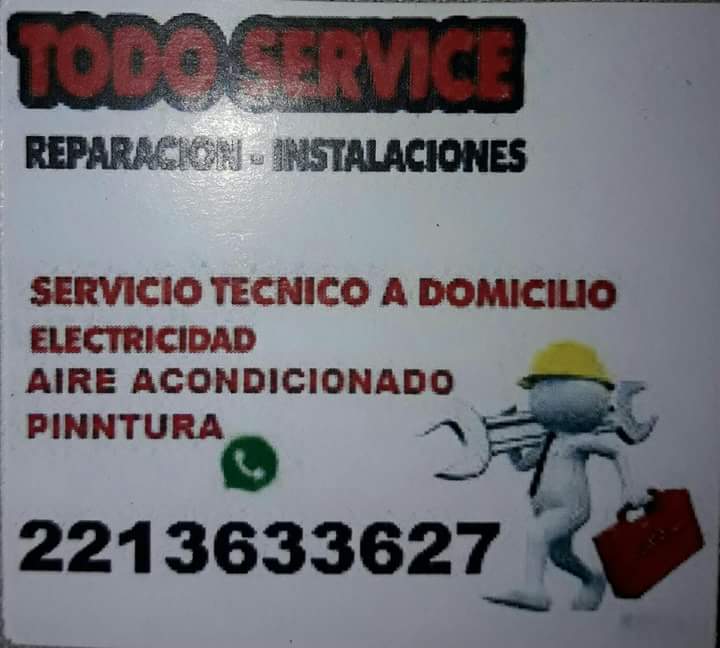 TODO SERVICE
REPARACION - INSTALACIONES
SERVICIO TECNICO A DOMICILIO
ELECTRICIDAD
AIRE ACONDICIONADO
PINNTURA
2213633627